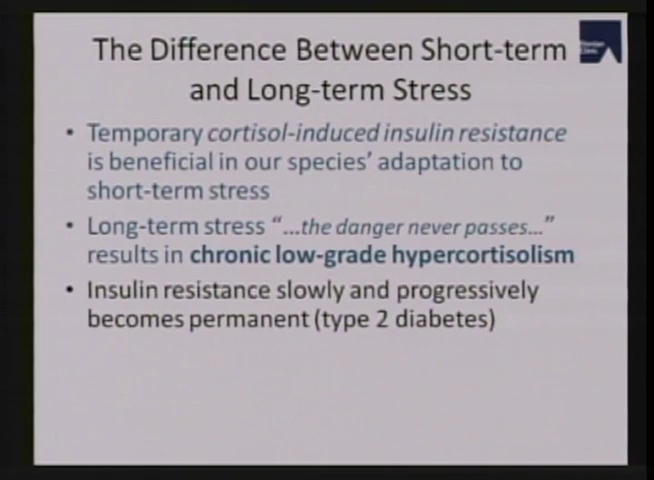 The Difference Between Short-term
and Long-term Stress
• Temporary cortisol-induced insulin resistance
is beneficial in our species' adaptation to
short-term stress
• Long-term stress “...the danger never passes...”
results in chronic low-grade hypercortisolism
• Insulin resistance slowly and progressively
becomes permanent (type 2 diabetes)